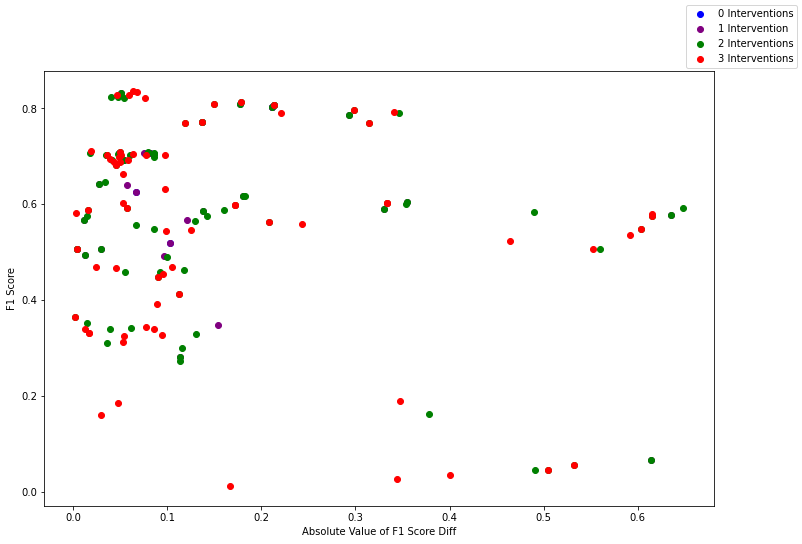 0 Interventions
1 Intervention
2 Interventions
3 Interventions
0.8
0.6
0.4
0.2
0.0
F1 Score
0.0 0.1 0.2 0.3 0.4 0.5 0.6
Absolute Value of F1 Score Diff